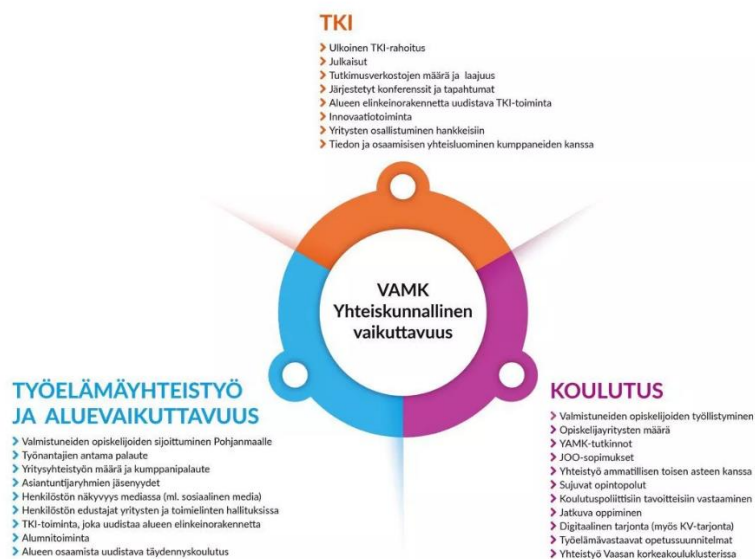 TKI
Ulkoinen TKI-rahoitus
Julkaisut
Tutkimusverkostojen määrä ja laajuus
Järjestetyt konferenssit ja tapahtumat
Alueen elinkeinorakennetta uudistava TKI-toiminta
Innovaatiotoiminta
Yritysten osallistuminen hankkeisiin
Tiedon ja osaamisen yhteisluominen kumppaneiden kanssa
VAMK
Yhteiskunnallinen
vaikuttavuus
TYÖELÄMÄYHTEISTYÖ
JA ALUEVAIKUTTAVUUS
Valmistuneiden opiskelijoiden sijoittuminen Pohjanmaalle
Työnantajien antama palaute
Yritysyhteistyön määrä ja kumppanipalaute
Asiantuntijaryhmien jäsenyydet
Henkilöstön näkyvyys mediassa (ml. sosiaalinen media)
Henkilöstön edustajat yritysten ja toimielinten hallituksissa
TKI-toiminta, joka uudistaa alueen elinkeinorakennetta
Alumnitoiminta
Alueen osaamista uudistava täydennyskoulutus
KOULUTUS
Valmistuneiden opiskelijoiden työllistyminen
Opiskelijayritysten määrä
YAMK-tutkinnot
JOO-sopimukset
Yhteistyö ammatillisen toisen asteen kanssa
Sujuvat opintopolut
Koulutuspoliittisiin tavoitteisiin vastaaminen
Jatkuva oppiminen
Digitaalinen tarjonta (myös KV-tarjonta)
Työelämävastaavat opetussuunnitelmat
Yhteistyö Vaasan korkeakouluklusterissa